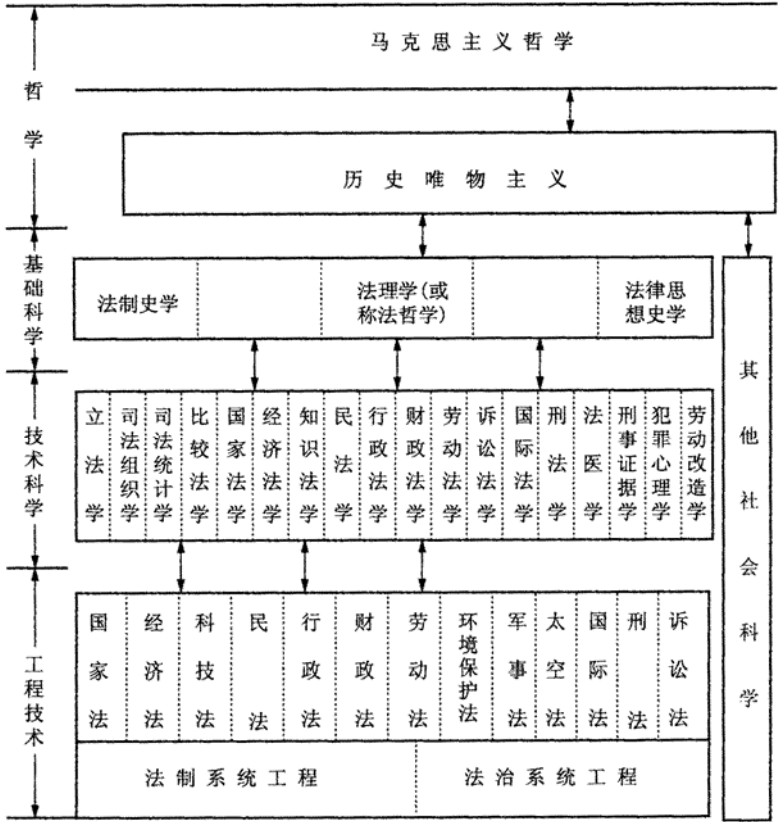 马克思主义哲学
哲学
历史唯物主义
基础科学
法制史学
法理学(或
称法哲学)
法律思
想史学
其他社会科学
技术科学
立法学
司法组织学
司法统计学
比较法学
国家法学
经济法学
知识法学
民法学
行政法学
财政法学
劳动法学
诉讼法学
国际法学
刑法学
法医学
刑事证据学
犯罪心理学
劳动改造学
工程技术
国家法
经济法
科技法
民法
行政法
财政法
劳动法
环境保护法
军事法
太空法
国际法
刑法
诉讼法
法制系统工程
法治系统工程